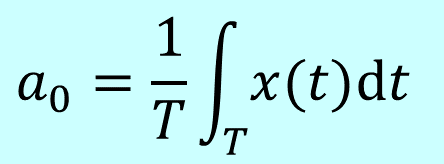 a₀ = 1/T ∫_T x(t)dt